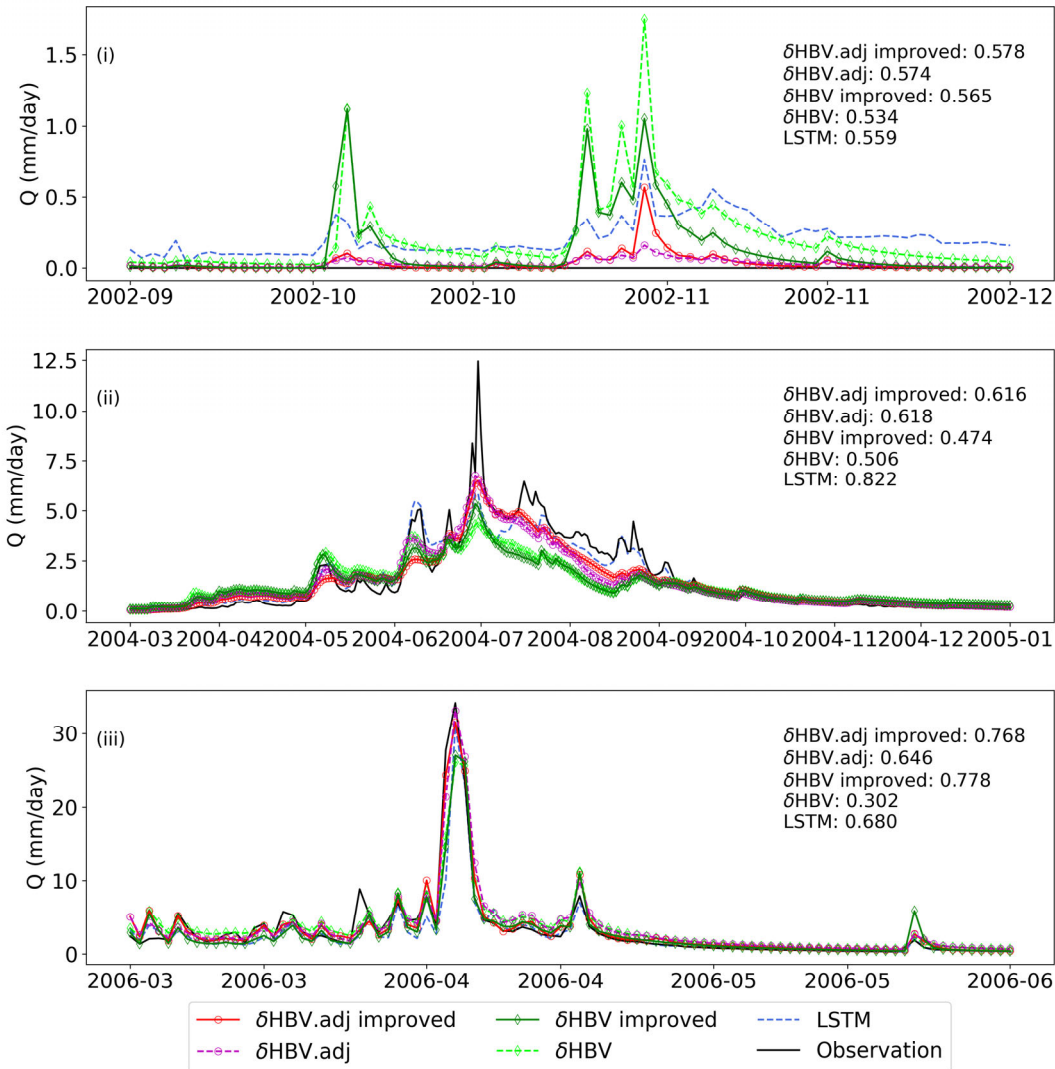 (i)
δHBV.adj improved: 0.578
δHBV.adj: 0.574
δHBV improved: 0.565
δHBV: 0.534
LSTM: 0.559
Q (mm/day)
1.5
1.0
0.5
0.0
2002-09 2002-10 2002-10 2002-11 2002-11 2002-12
(ii)
δHBV.adj improved: 0.616
δHBV.adj: 0.618
δHBV improved: 0.474
δHBV: 0.506
LSTM: 0.822
Q (mm/day)
12.5
10.0
7.5
5.0
2.5
0.0
2004-03 2004-04 2004-05 2004-06 2004-07 2004-08 2004-09 2004-10 2004-11 2004-12 2005-01
(iii)
δHBV.adj improved: 0.768
δHBV.adj: 0.646
δHBV improved: 0.778
δHBV: 0.302
LSTM: 0.680
Q (mm/day)
30
20
10
0
2006-03 2006-03 2006-04 2006-04 2006-05 2006-05 2006-06
δHBV.adj improved δHBV improved LSTM
δHBV.adj δHBV Observation